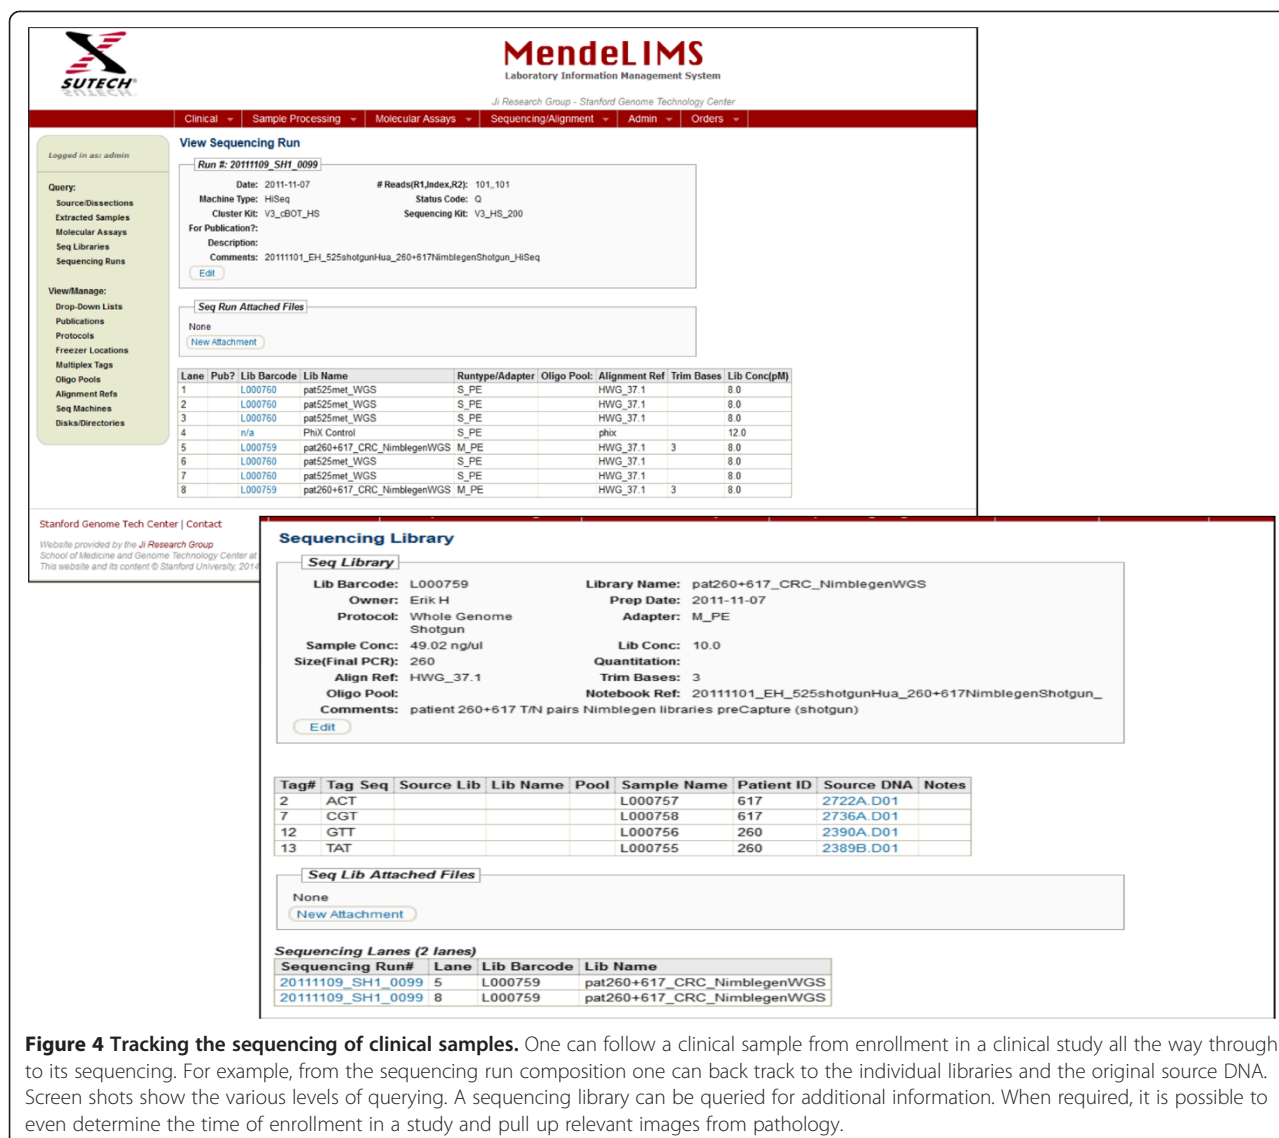 SUTECH
MendeLIMS
Laboratory Information Management System
Ji Research Group - Stanford Genome Technology Center
Clinical Sample Processing Molecular Assays Sequencing/Alignment Admin Orders
Logged in as: admin
Query:
Source/Dissections
Extracted Samples
Molecular Assays
Seq Libraries
Sequencing Runs
View/Manage:
Drop-Down Lists
Publications
Protocols
Freezer Locations
Multiplex Tags
Oligo Pools
Alignment Refs
Seq Machines
Disks/Directories
View Sequencing Run
Run #: 20111109_SH1_0099
Date: 2011-11-07 # Reads(R1,Index,R2): 101,,101
Machine Type: HiSeq Status Code: Q
Cluster Kit: V3_cBOT_HS Sequencing Kit: V3_HS_200
For Publication?:
Description:
Comments: 20111101_EH_525shotgunHua_260+617NimblegenShotgun_HiSeq
Edit
Seq Run Attached Files
None
New Attachment
Lane Pub? Lib Barcode Lib Name Runtype/Adapter Oligo Pool: Alignment Ref Trim Bases Lib Conc(pM)
1 L000760 pat525met_WGS S_PE HWG_37.1 8.0
2 L000760 pat525met_WGS S_PE HWG_37.1 8.0
3 L000760 pat525met_WGS S_PE HWG_37.1 8.0
4 n/a PhiX Control S_PE phix 12.0
5 L000759 pat260+617_CRC_NimblegenWGS M_PE HWG_37.1 3 8.0
6 L000760 pat525met_WGS S_PE HWG_37.1 8.0
7 L000760 pat525met_WGS S_PE HWG_37.1 8.0
8 L000759 pat260+617_CRC_NimblegenWGS M_PE HWG_37.1 3 8.0
Stanford Genome Tech Center | Contact
Website provided by the Ji Research Group
School of Medicine and Genome Technology Center at
This website and its content © Stanford University, 2014
Sequencing Library
Seq Library
Lib Barcode: L000759 Library Name: pat260+617_CRC_NimblegenWGS
Owner: Erik H Prep Date: 2011-11-07
Protocol: Whole Genome Shotgun Adapter: M_PE
Sample Conc: 49.02 ng/ul Lib Conc: 10.0
Size(Final PCR): 260 Quantitation:
Align Ref: HWG_37.1 Trim Bases: 3
Oligo Pool: Notebook Ref: 20111101_EH_525shotgunHua_260+617NimblegenShotgun_
Comments: patient 260+617 T/N pairs Nimblegen libraries preCapture (shotgun)
Edit
Tag# Tag Seq Source Lib Lib Name Pool Sample Name Patient ID Source DNA Notes
2 ACT L000757 617 2722A.D01
7 CGT L000758 617 2736A.D01
12 GTT L000756 260 2390A.D01
13 TAT L000755 260 2389B.D01
Seq Lib Attached Files
None
New Attachment
Sequencing Lanes (2 lanes)
Sequencing Run# Lane Lib Barcode Lib Name
20111109_SH1_0099 5 L000759 pat260+617_CRC_NimblegenWGS
20111109_SH1_0099 8 L000759 pat260+617_CRC_NimblegenWGS
Figure 4 Tracking the sequencing of clinical samples. One can follow a clinical sample from enrollment in a clinical study all the way through
to its sequencing. For example, from the sequencing run composition one can back track to the individual libraries and the original source DNA.
Screen shots show the various levels of querying. A sequencing library can be queried for additional information. When required, it is possible to
even determine the time of enrollment in a study and pull up relevant images from pathology.